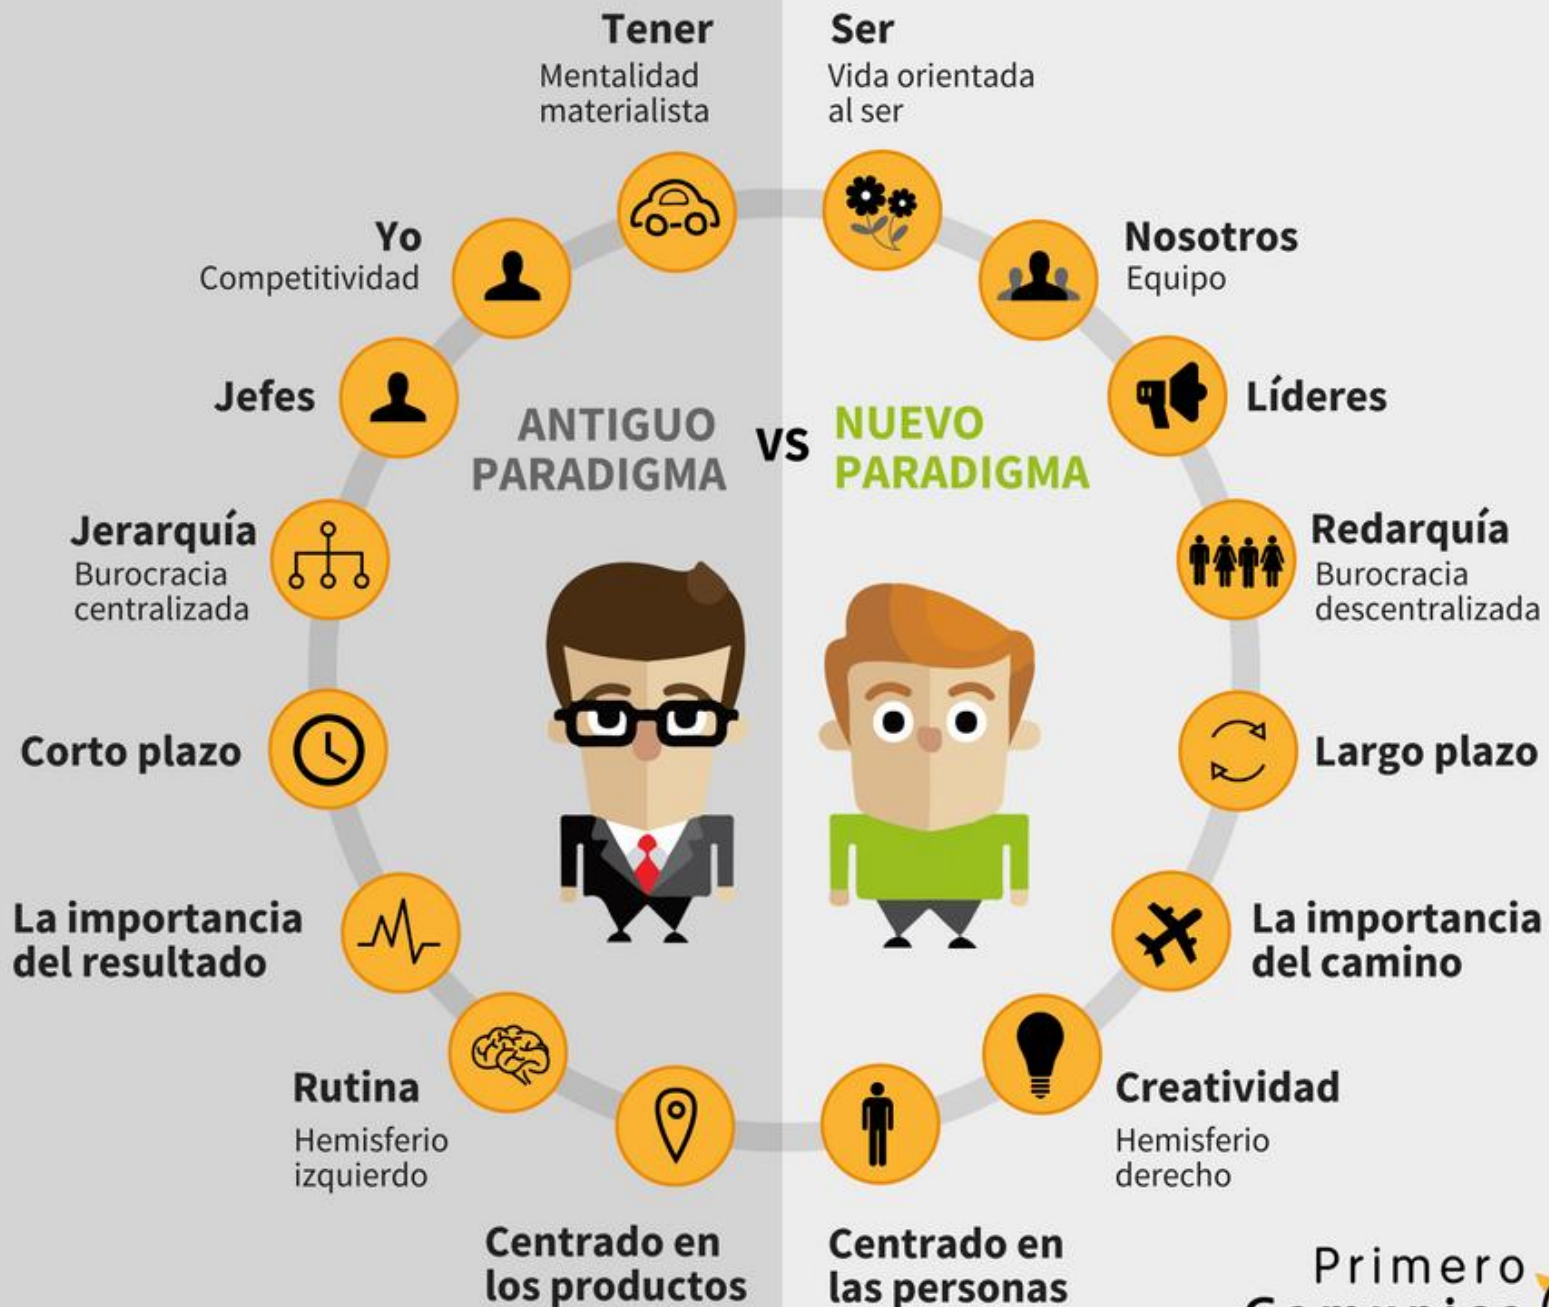 Tener
Mentalidad
materialista
Yo
Competitividad
Jefes
Jerarquía
Burocracia
centralizada
Corto plazo
La importancia
del resultado
Rutina
Hemisferio
izquierdo
Centrado en
los productos
ANTIGUO
PARADIGMA
VS
NUEVO
PARADIGMA
Ser
Vida orientada
al ser
Nosotros
Equipo
Líderes
Redarquía
Burocracia
descentralizada
Largo plazo
La importancia
del camino
Creatividad
Hemisferio
derecho
Centrado en
las personas
Primero